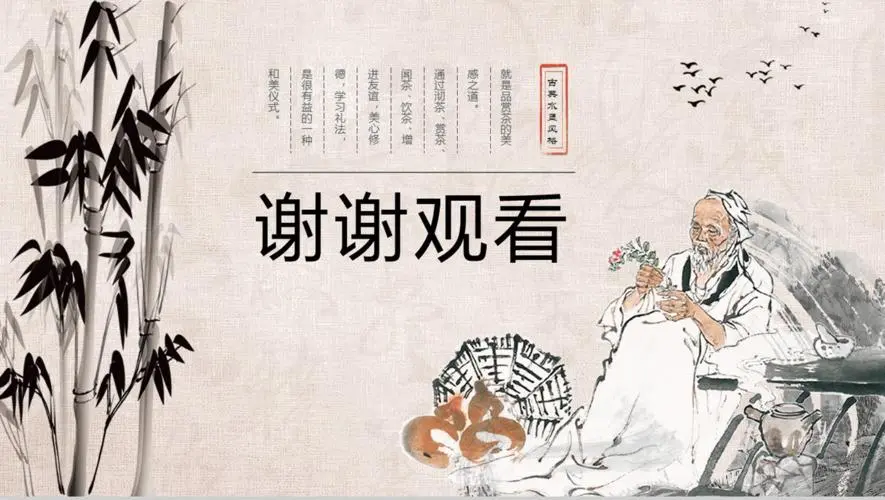 古典水墨风格
就是品赏茶的美
感之道。
通过沏茶、赏茶、
闻茶、饮茶、增
进友谊，美心修
德，学习礼法，
是很有益的一种
和美仪式。
谢谢观看